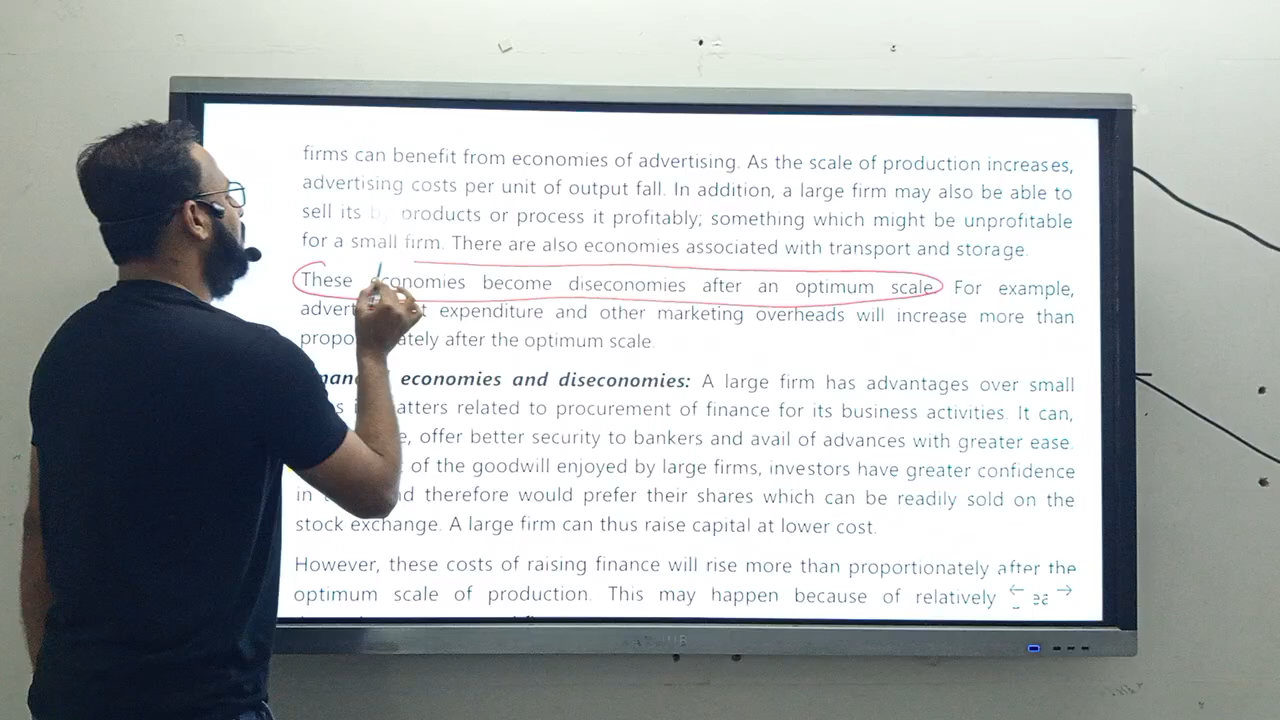 firms can benefit from economies of advertising. As the scale of production increases,
advertising costs per unit of output fall. In addition, a large firm may also be able to
sell its products or process it profitably; something which might be unprofitable
for a small firm. There are also economies associated with transport and storage.
These economies become diseconomies after an optimum scale For example,
expenditure and other marketing overheads will increase more than
after the optimum scale.
economies and diseconomies: A large firm has advantages over small
matters related to procurement of finance for its business activities. It can,
offer better security to bankers and avail of advances with greater ease.
of the goodwill enjoyed by large firms, investors have greater confidence
in therefore would prefer their shares which can be readily sold on the
stock exchange. A large firm can thus raise capital at lower cost.
However, these costs of raising finance will rise more than proportionately after the
optimum scale of production. This may happen because of relatively